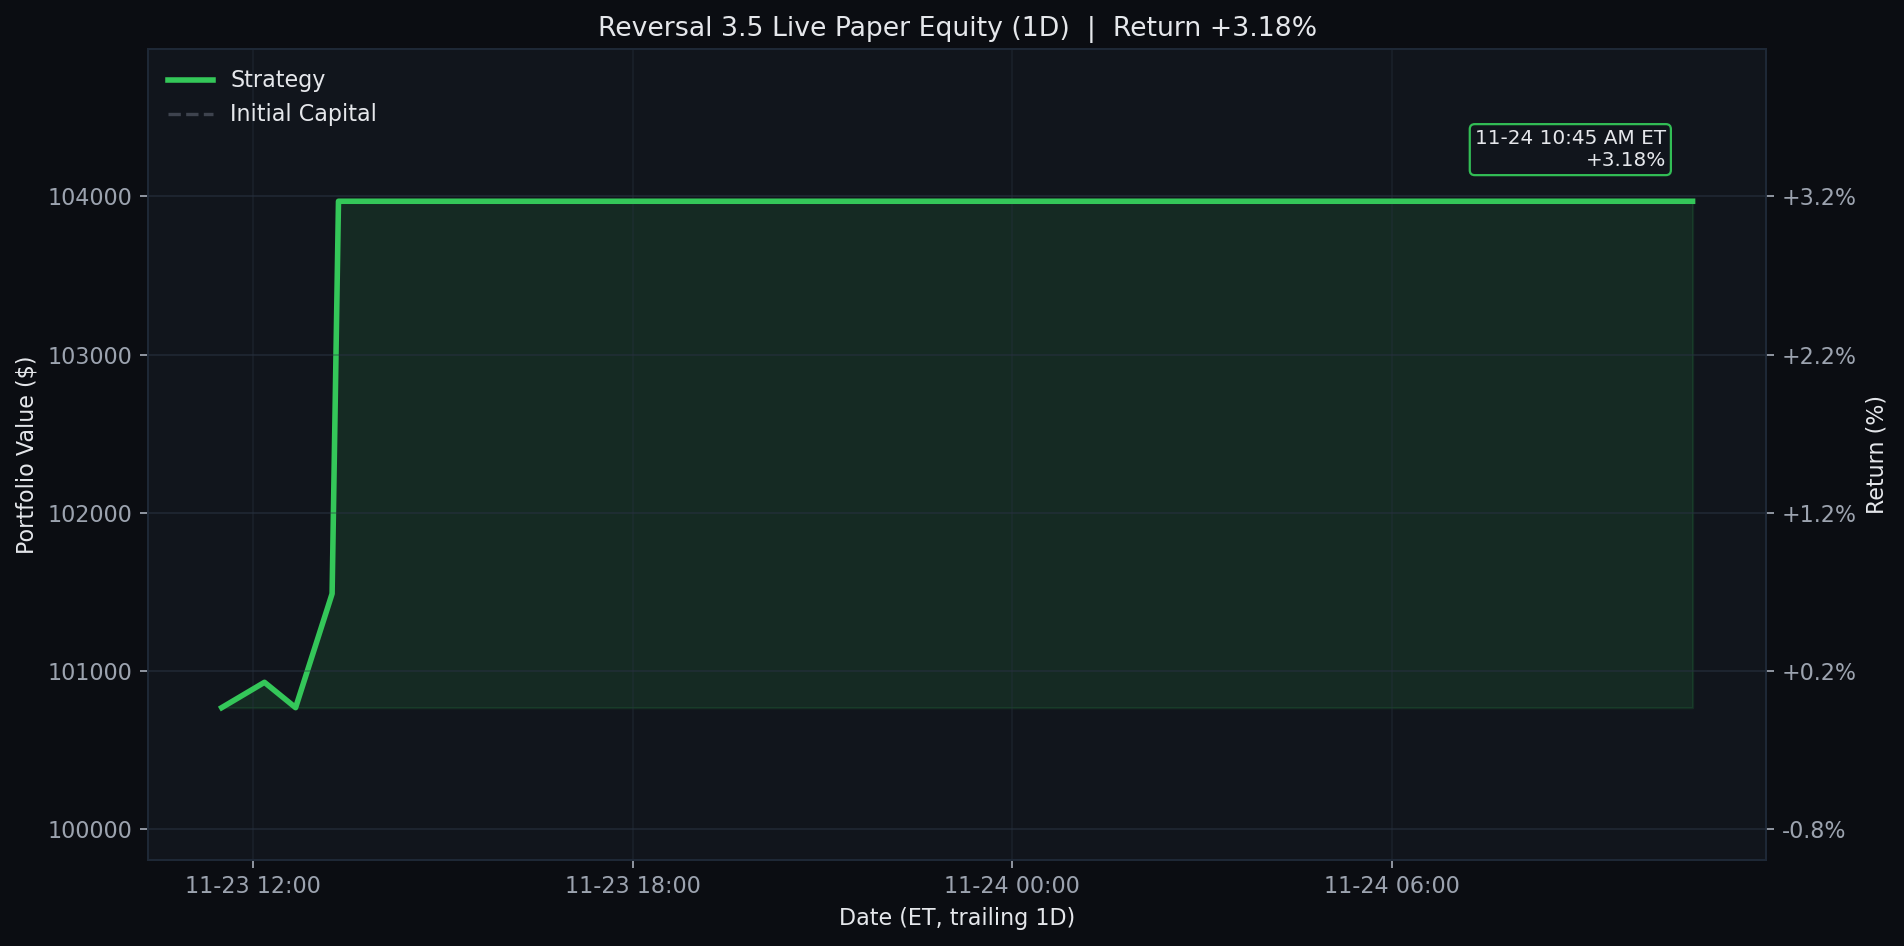 Reversal 3.5 Live Paper Equity (1D)  |  Return +3.18%
Strategy
Initial Capital
11-24 10:45 AM ET
+3.18%
104000
103000
102000
101000
100000
Portfolio Value ($)
+3.2%
+2.2%
+1.2%
+0.2%
-0.8%
Return (%)
11-23 12:00
11-23 18:00
11-24 00:00
11-24 06:00
Date (ET, trailing 1D)